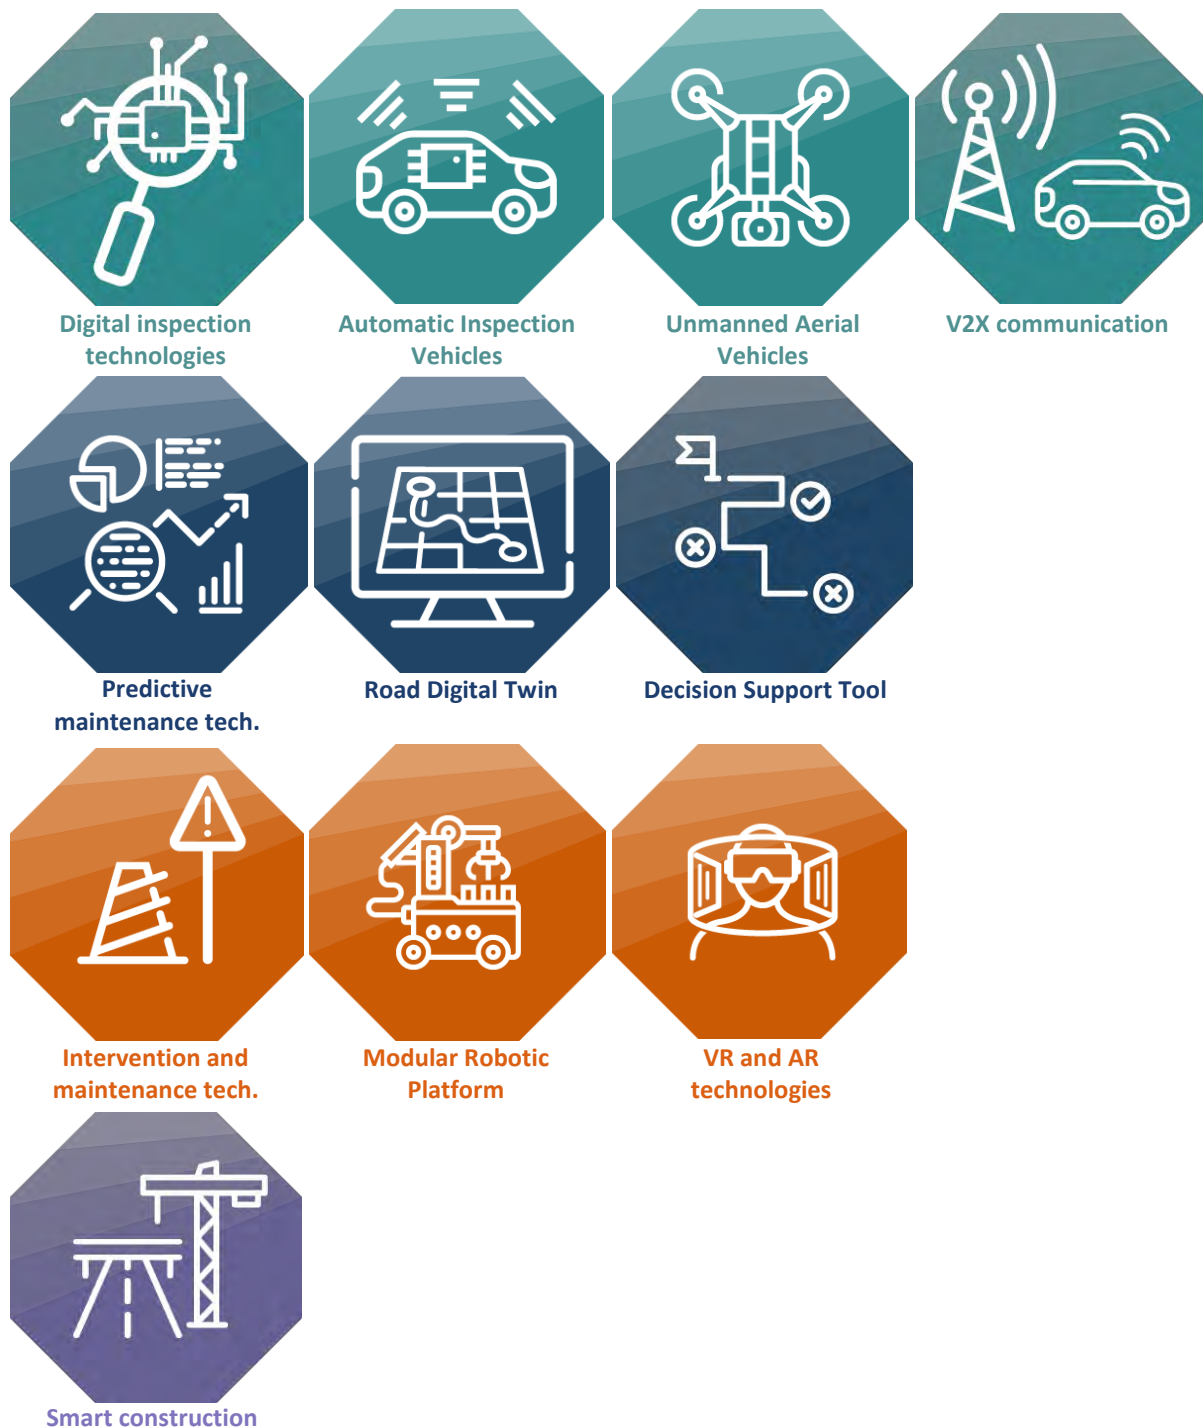 Digital inspection
technologies
Automatic Inspection
Vehicles
Unmanned Aerial
Vehicles
V2X communication
Predictive
maintenance tech.
Road Digital Twin
Decision Support Tool
Intervention and
maintenance tech.
Modular Robotic
Platform
VR and AR
technologies
Smart construction